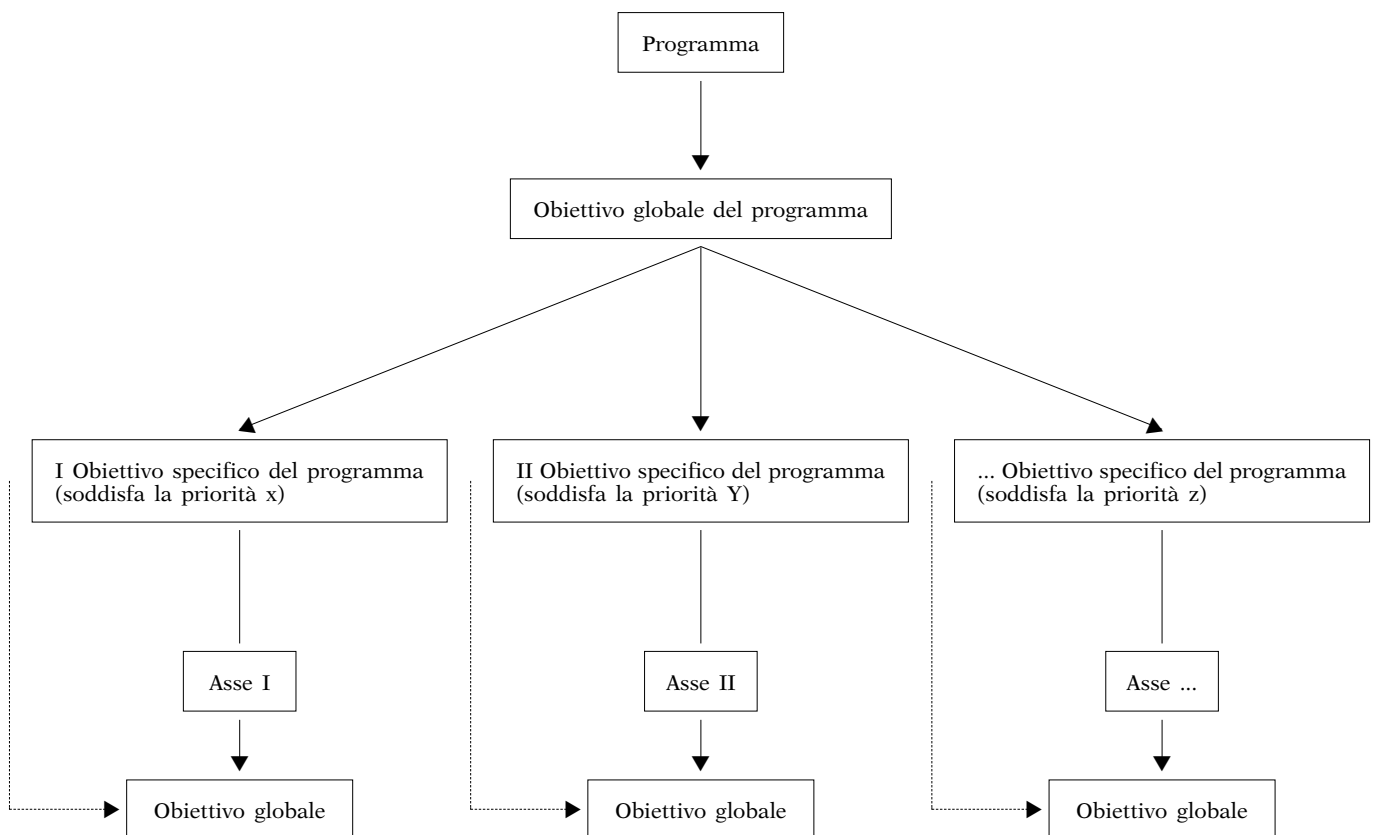 Programma
Obiettivo globale del programma
I Obiettivo specifico del programma
(soddisfa la priorità x)
II Obiettivo specifico del programma
(soddisfa la priorità Y)
... Obiettivo specifico del programma
(soddisfa la priorità z)
Asse I
Asse II
Asse ...
Obiettivo globale
Obiettivo globale
Obiettivo globale